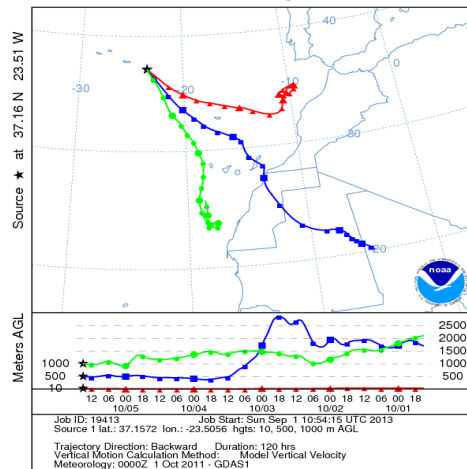 Source ★ at 37.16 N 23.51 W
-30
-20
-10
0
40
30
20
noaa
Meters AGL
2500
2000
1500
1000
500
1000
500
10
12 06 00 18 12 06 00 18 12 06 00 18 12 06 00 18 12 06 00 18
10/05 10/04 10/03 10/02 10/01
Job ID: 19413 Job Start: Sun Sep 1 10:54:15 UTC 2013
Source 1 lat.: 37.1572 lon.: -23.5056 hgts: 10, 500, 1000 m AGL
Trajectory Direction: Backward Duration: 120 hrs
Vertical Motion Calculation Method: Model Vertical Velocity
Meteorology: 0000Z 1 Oct 2011 - GDAS1